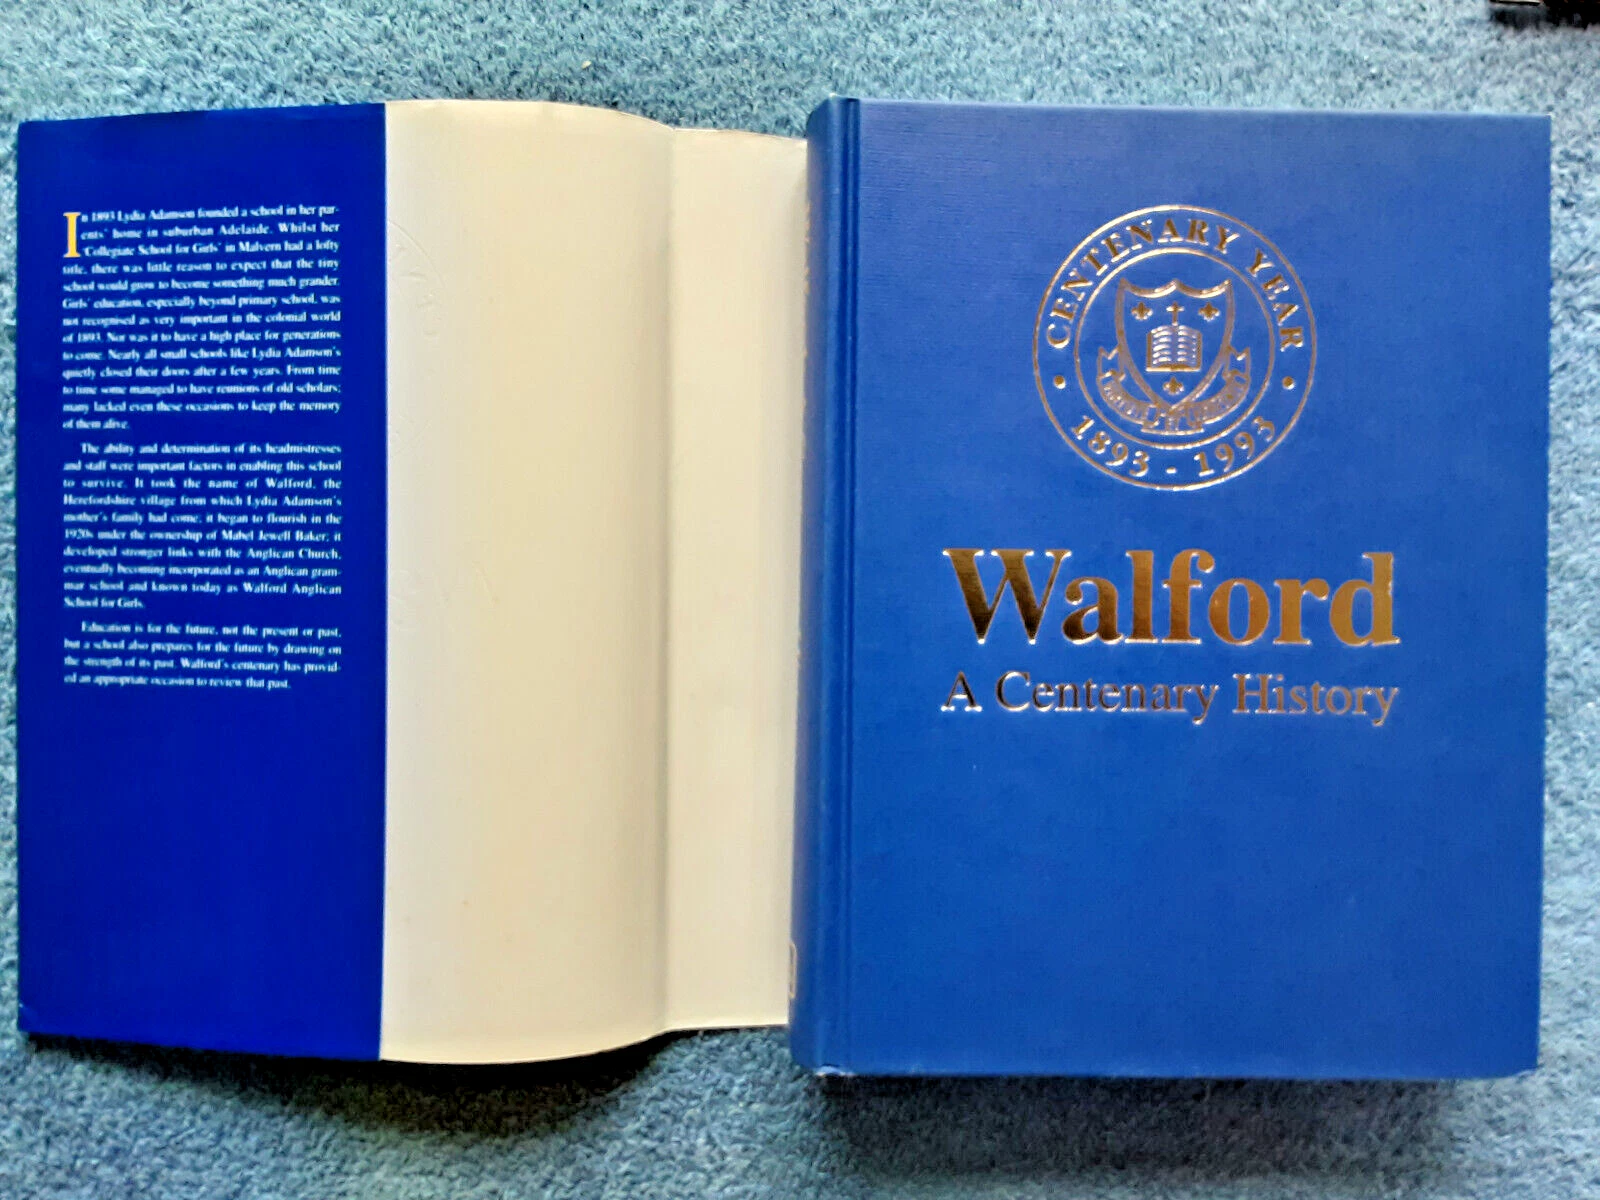 In 1893 Lydia Adamson founded a school in her par-
ents' home in suburban Adelaide. Whilst her
'Collegiate School for Girls' in Malvern had a lofty
title, there was little reason to expect that the tiny
school would grow to become something much grander.
Girls' education, especially beyond primary school, was
not recognised as very important in the colonial world
of 1893. Nor was it to have a high place for generations
to come. Nearly all small schools like Lydia Adamson's
quietly closed their doors after a few years. From time
to time some managed to have reunions of old scholars;
many lacked even these occasions to keep the memory
of them alive.
The ability and determination of its headmistresses
and staff were important factors in enabling this school
to survive. It took the name of Walford, the
Herefordshire village from which Lydia Adamson's
mother's family had come; it began to flourish in the
1920s under the ownership of Mabel Jewell Baker; it
developed stronger links with the Anglican Church,
eventually becoming incorporated as an Anglican gram-
mar school and known today as Walford Anglican
School for Girls.
Education is for the future, not the present or past,
but a school also prepares for the future by drawing on
the strength of its past. Walford's centenary has provid-
ed an appropriate occasion to review that past.
CENTENARY YEAR
• 1893 - 1993 •
Walford
A Centenary History